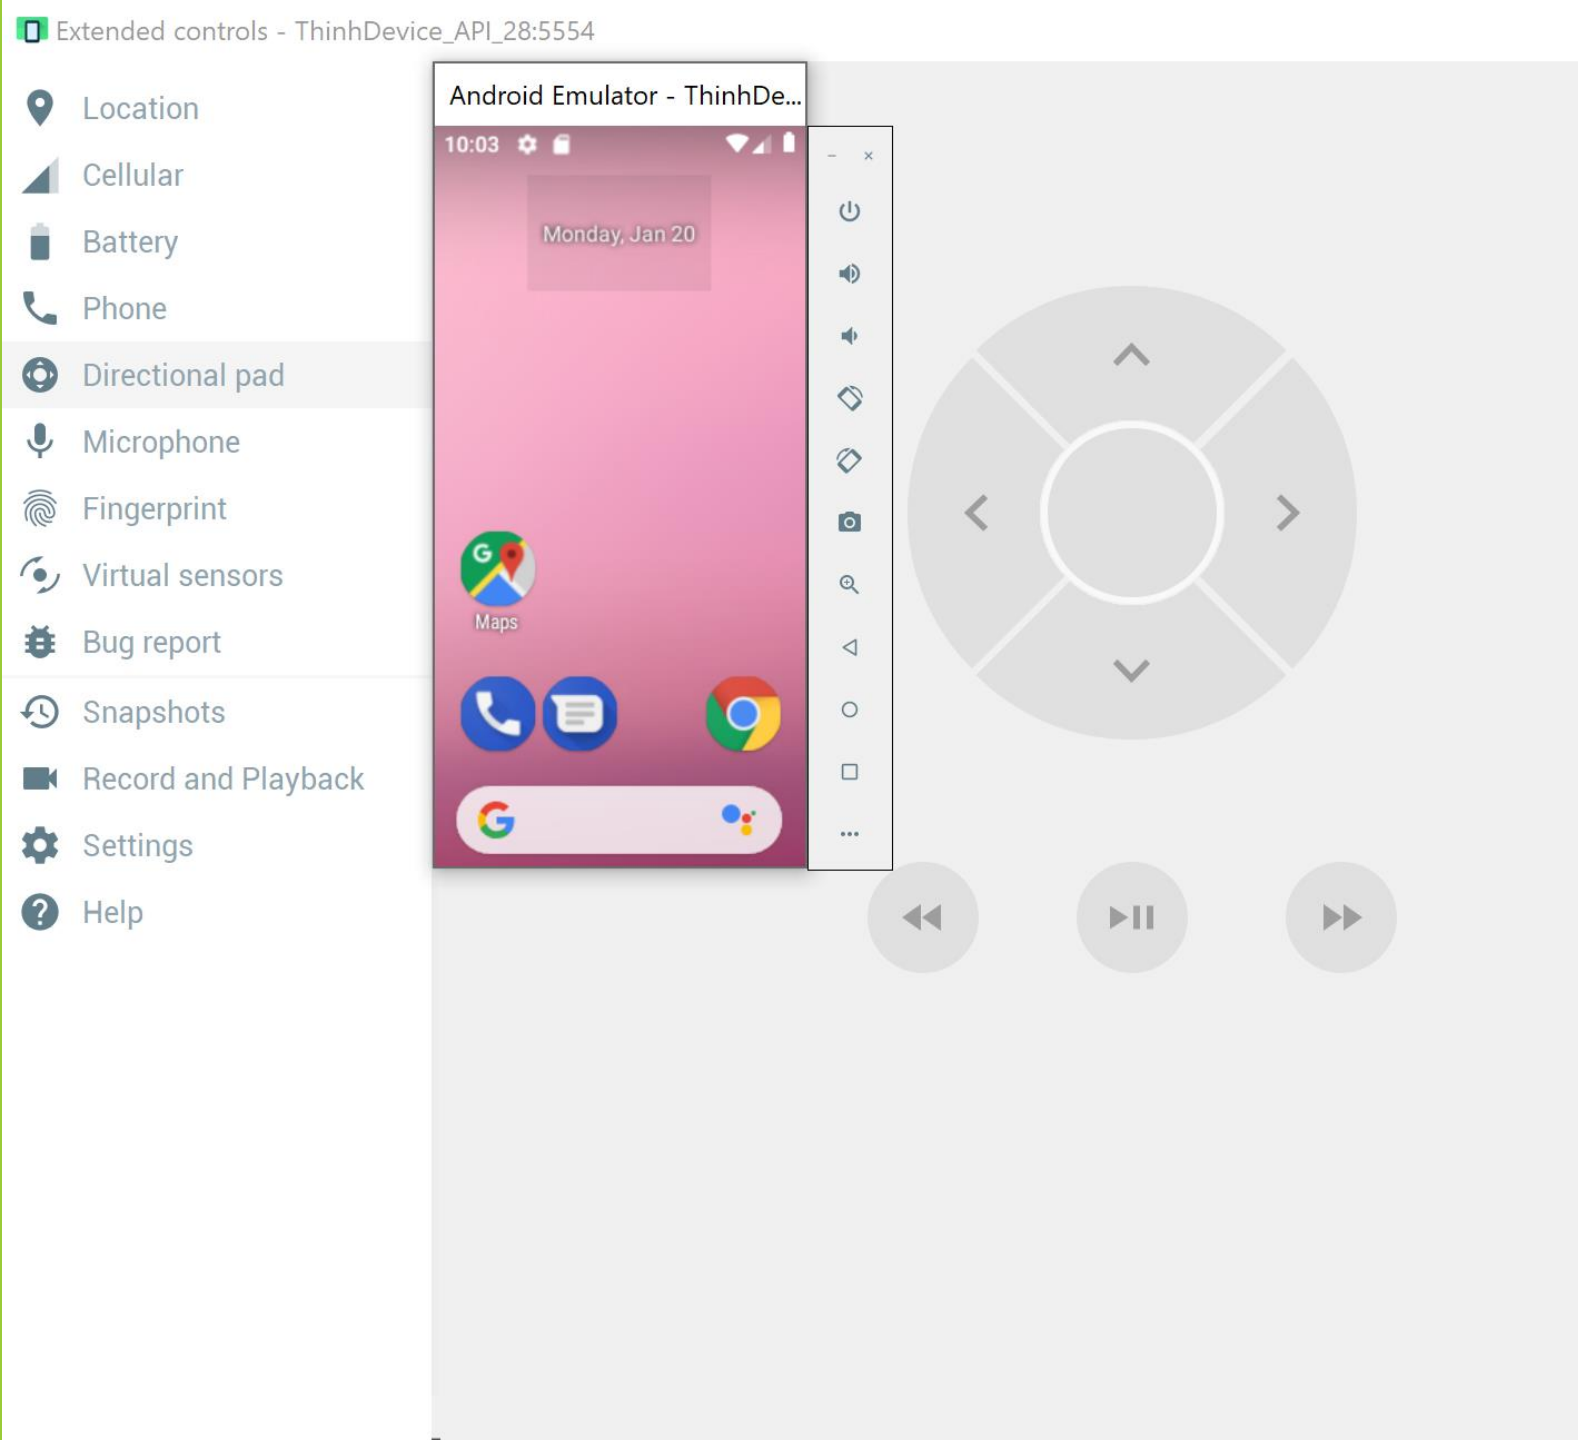 Extended controls - ThinhDevice_API_28:5554
Location
Cellular
Battery
Phone
Directional pad
Microphone
Fingerprint
Virtual sensors
Bug report
Snapshots
Record and Playback
Settings
Help
Android Emulator - ThinhDe...
10:03
Monday, Jan 20
G
Maps
G